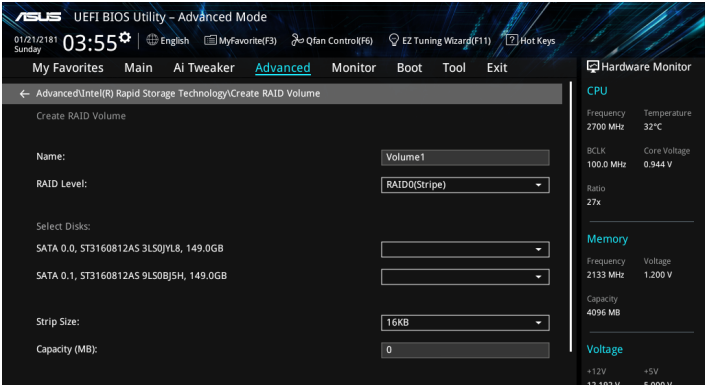 ASUS UEFI BIOS Utility – Advanced Mode
01/21/2181 Sunday 03:55 English MyFavorite(F3) Qfan Control(F6) EZ Tuning Wizard(F11) ? Hot Keys
My Favorites Main Ai Tweaker Advanced Monitor Boot Tool Exit
Hardware Monitor
← Advanced\Intel(R) Rapid Storage Technology\Create RAID Volume
Create RAID Volume
Name: Volume1
RAID Level: RAID0(Stripe)
Select Disks:
SATA 0.0, ST3160812AS 3LS0JYL8, 149.0GB
SATA 0.1, ST3160812AS 9LS0BJ5H, 149.0GB
Strip Size: 16KB
Capacity (MB): 0
CPU
Frequency Temperature
2700 MHz 32°C
BCLK Core Voltage
100.0 MHz 0.944 V
Ratio
27x
Memory
Frequency Voltage
2133 MHz 1.200 V
Capacity
4096 MB
Voltage
+12V +5V
12.192 V 5.000 V